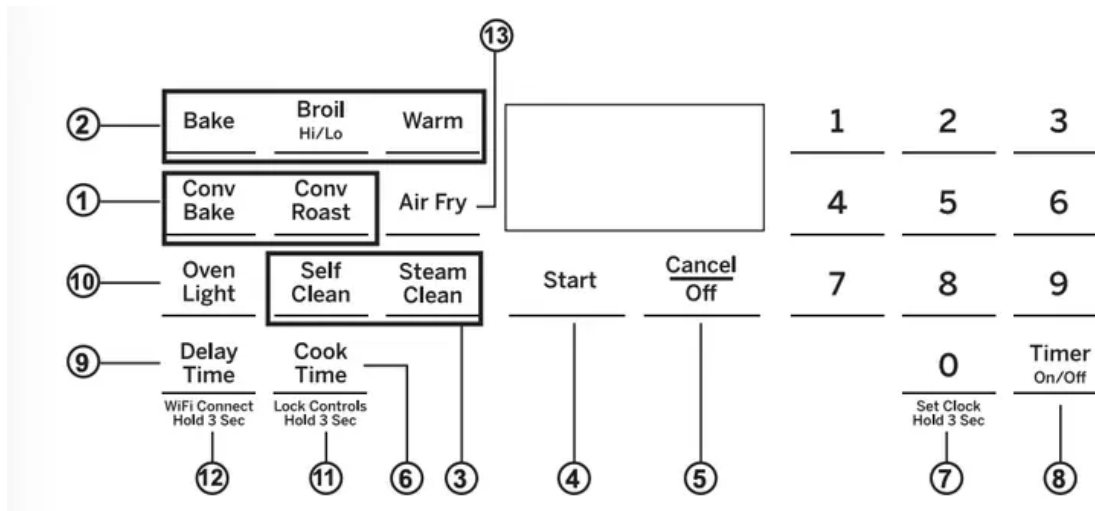 13
2
Bake
Broil
Hi/Lo
Warm
1
2
3
1
Conv
Bake
Conv
Roast
Air Fry
4
5
6
10
Oven
Light
Self
Clean
Steam
Clean
Start
Cancel
Off
7
8
9
9
Delay
Time
Cook
Time
0
Timer
On/Off
WiFi Connect
Hold 3 Sec
Lock Controls
Hold 3 Sec
Set Clock
Hold 3 Sec
12
11
6
3
4
5
7
8